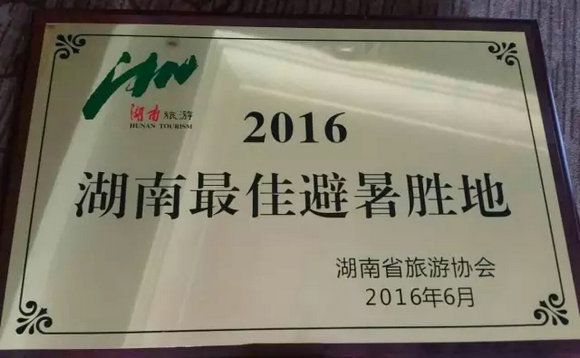 湖南旅游
HUNAN TOURISM
2016
湖南最佳避暑胜地
湖南省旅游协会
2016年6月